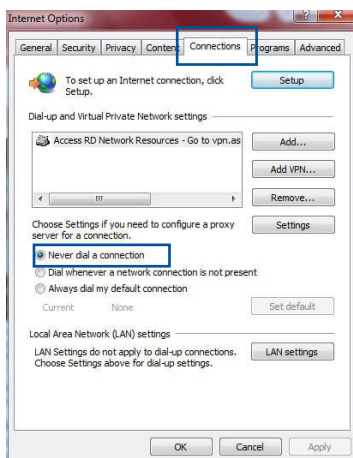 Internet Options
General Security Privacy Content Connections Programs Advanced
To set up an Internet connection, click
Setup.
Setup
Dial-up and Virtual Private Network settings
Access RD Network Resources - Go to vpn.as
Add...
Add VPN...
Remove...
Choose Settings if you need to configure a proxy
server for a connection.
Settings
Never dial a connection
Dial whenever a network connection is not present
Always dial my default connection
Current None
Set default
Local Area Network (LAN) settings
LAN Settings do not apply to dial-up connections.
Choose Settings above for dial-up settings.
LAN settings
OK Cancel Apply